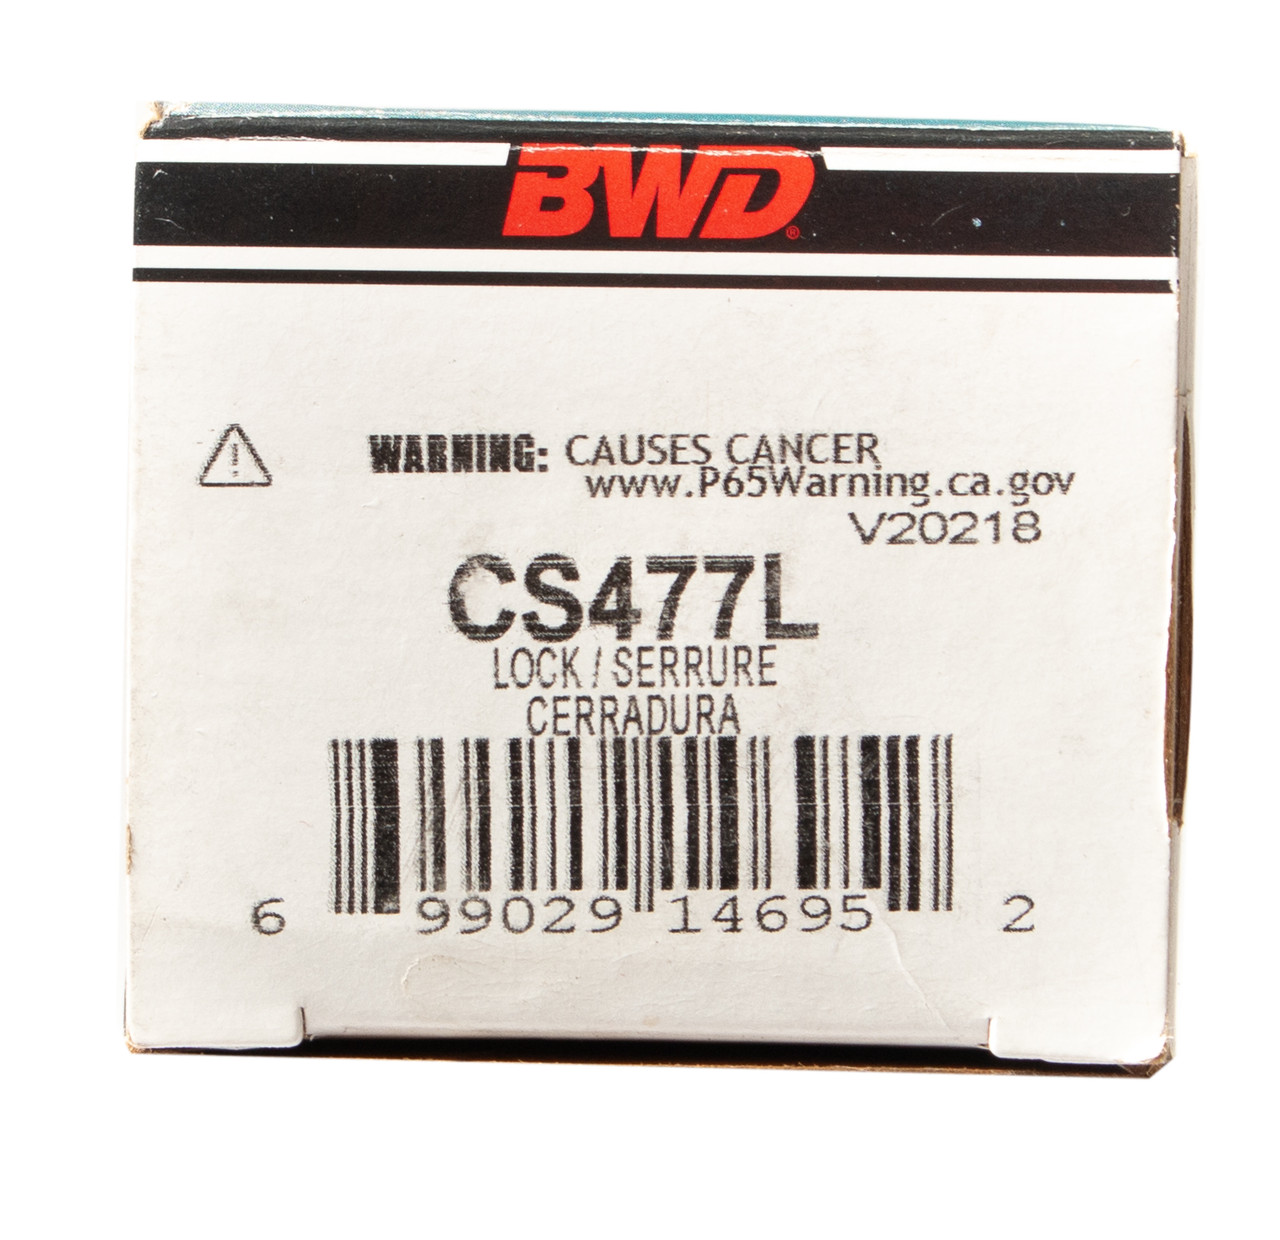 BWD®
WARNING: CAUSES CANCER
www.P65Warning.ca.gov
V20218
CS477L
LOCK / SERRURE
CERRADURA
6 99029 14695 2